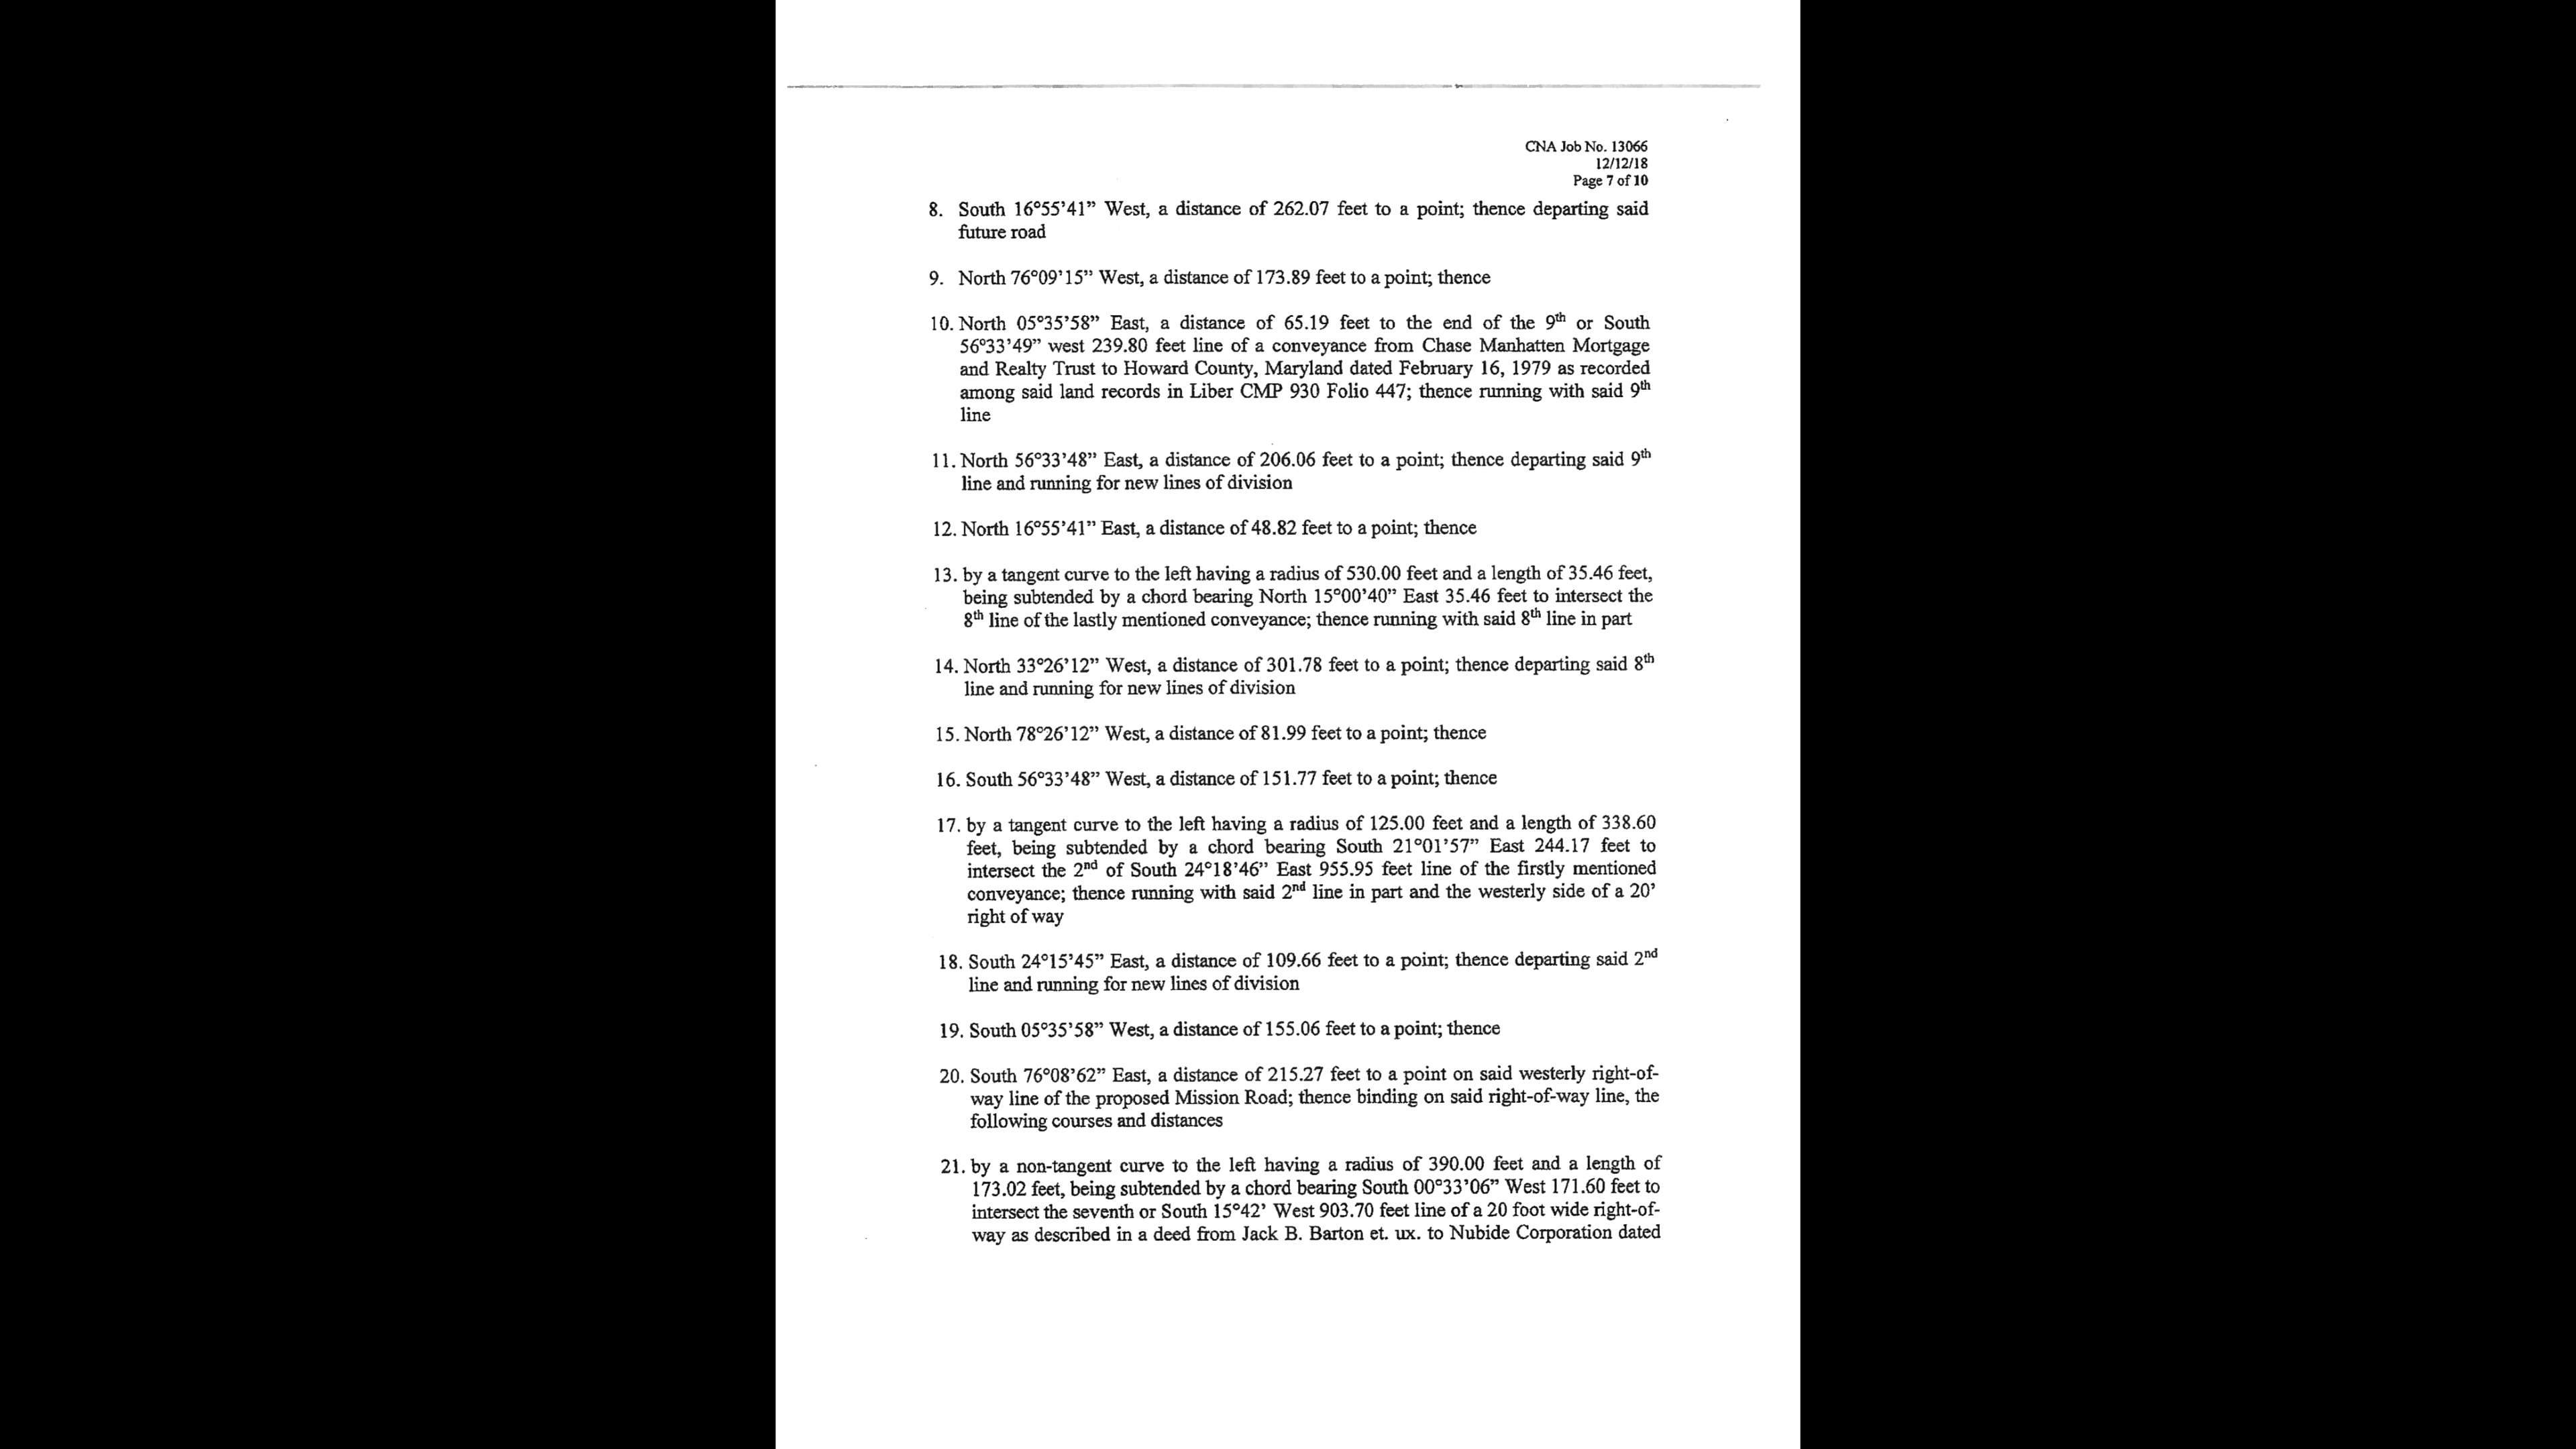 CNA Job No. 13066
12/12/18
Page 7 of 10
8. South 16°55'41” West, a distance of 262.07 feet to a point; thence departing said
future road
9. North 76°09'15” West, a distance of 173.89 feet to a point; thence
10. North 05°35'58” East, a distance of 65.19 feet to the end of the 9th or South
56°33'49” west 239.80 feet line of a conveyance from Chase Manhatten Mortgage
and Realty Trust to Howard County, Maryland dated February 16, 1979 as recorded
among said land records in Liber CMP 930 Folio 447; thence running with said 9th
line
11. North 56°33'48” East, a distance of 206.06 feet to a point; thence departing said 9th
line and running for new lines of division
12. North 16°55'41” East, a distance of 48.82 feet to a point; thence
13. by a tangent curve to the left having a radius of 530.00 feet and a length of 35.46 feet,
being subtended by a chord bearing North 15°00'40” East 35.46 feet to intersect the
8th line of the lastly mentioned conveyance; thence running with said 8th line in part
14. North 33°26'12” West, a distance of 301.78 feet to a point; thence departing said 8th
line and running for new lines of division
15. North 78°26'12” West, a distance of 81.99 feet to a point; thence
16. South 56°33'48” West, a distance of 151.77 feet to a point; thence
17. by a tangent curve to the left having a radius of 125.00 feet and a length of 338.60
feet, being subtended by a chord bearing South 21°01'57” East 244.17 feet to
intersect the 2nd of South 24°18'46” East 955.95 feet line of the firstly mentioned
conveyance; thence running with said 2nd line in part and the westerly side of a 20'
right of way
18. South 24°15'45” East, a distance of 109.66 feet to a point; thence departing said 2nd
line and running for new lines of division
19. South 05°35'58” West, a distance of 155.06 feet to a point; thence
20. South 76°08'62” East, a distance of 215.27 feet to a point on said westerly right-of-
way line of the proposed Mission Road; thence binding on said right-of-way line, the
following courses and distances
21. by a non-tangent curve to the left having a radius of 390.00 feet and a length of
173.02 feet, being subtended by a chord bearing South 00°33'06” West 171.60 feet to
intersect the seventh or South 15°42' West 903.70 feet line of a 20 foot wide right-of-
way as described in a deed from Jack B. Barton et. ux. to Nubide Corporation dated